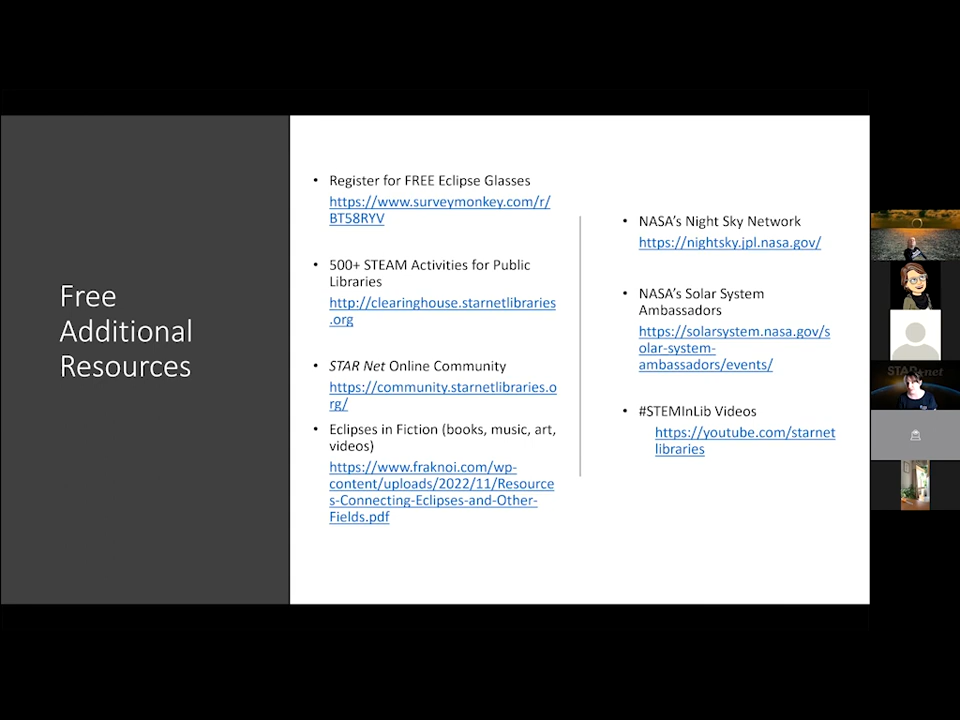 Free
Additional
Resources
• Register for FREE Eclipse Glasses
https://www.surveymonkey.com/r/
BT58RYV
• 500+ STEAM Activities for Public
Libraries
http://clearinghouse.starnetlibraries
.org
• STAR Net Online Community
https://community.starnetlibraries.o
rg/
• Eclipses in Fiction (books, music, art,
videos)
https://www.fraknoi.com/wp-
content/uploads/2022/11/Resource
s-Connecting-Eclipses-and-Other-
Fields.pdf
• NASA's Night Sky Network
https://nightsky.jpl.nasa.gov/
• NASA's Solar System
Ambassadors
https://solarsystem.nasa.gov/s
olar-system-
ambassadors/events/
• #STEMInLib Videos
https://youtube.com/starnet
libraries